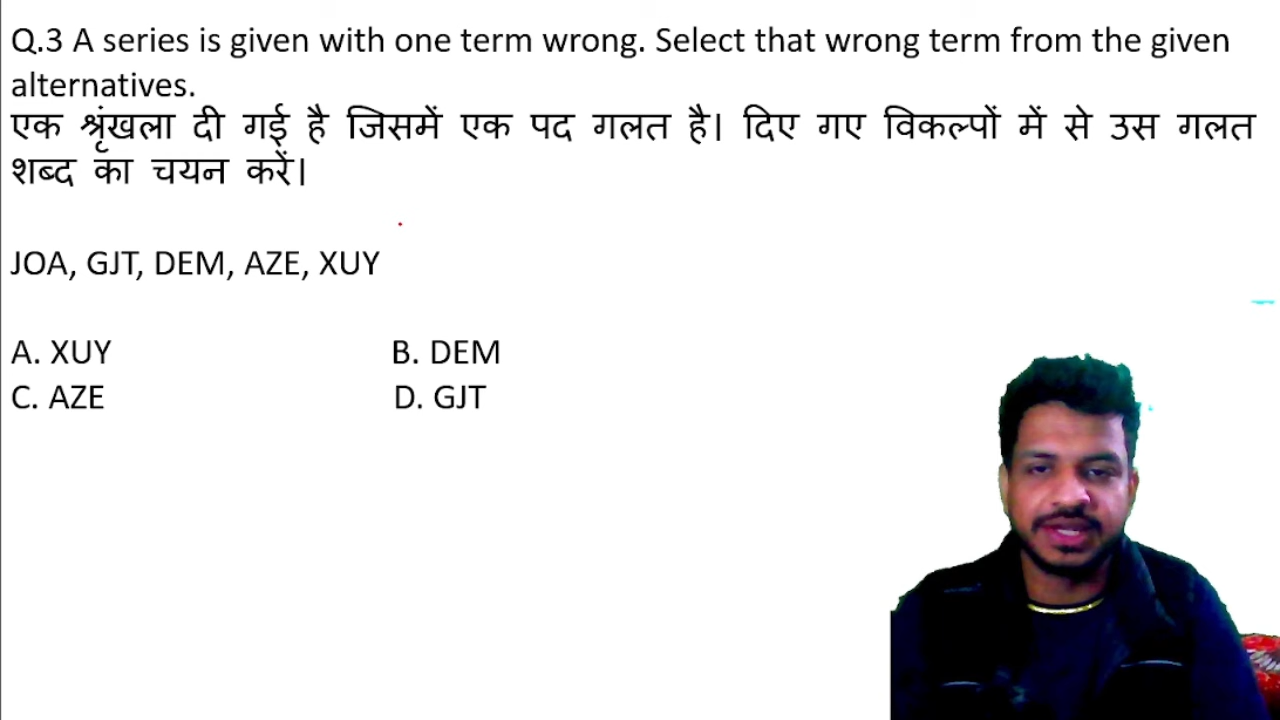 Q.3 A series is given with one term wrong. Select that wrong term from the given
alternatives.
एक श्रृंखला दी गई है जिसमें एक पद गलत है। दिए गए विकल्पों में से उस गलत
शब्द का चयन करें।
JOA, GJT, DEM, AZE, XUY
A. XUY B. DEM
C. AZE D. GJT